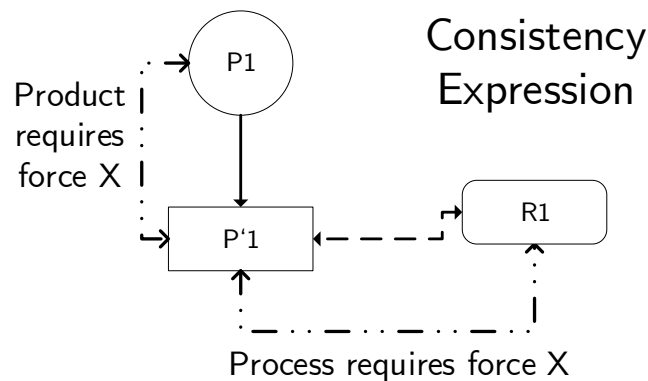 Consistency
Expression
P1
Product
requires
force X
P‘1
R1
Process requires force X